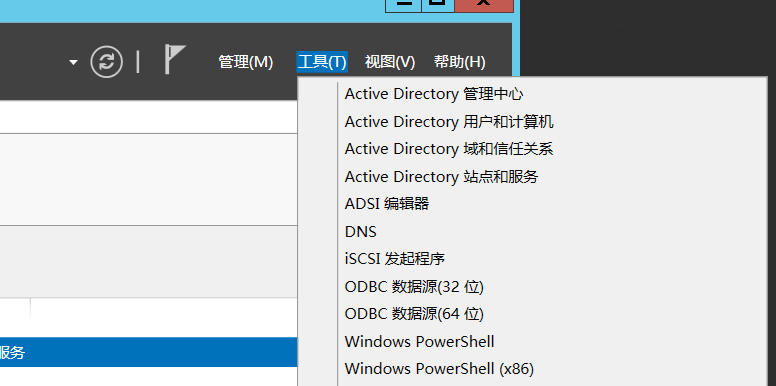 管理(M) 工具(T) 视图(V) 帮助(H)
Active Directory 管理中心
Active Directory 用户和计算机
Active Directory 域和信任关系
Active Directory 站点和服务
ADSI 编辑器
DNS
iSCSI 发起程序
ODBC 数据源(32 位)
ODBC 数据源(64 位)
Windows PowerShell
服务
Windows PowerShell (x86)